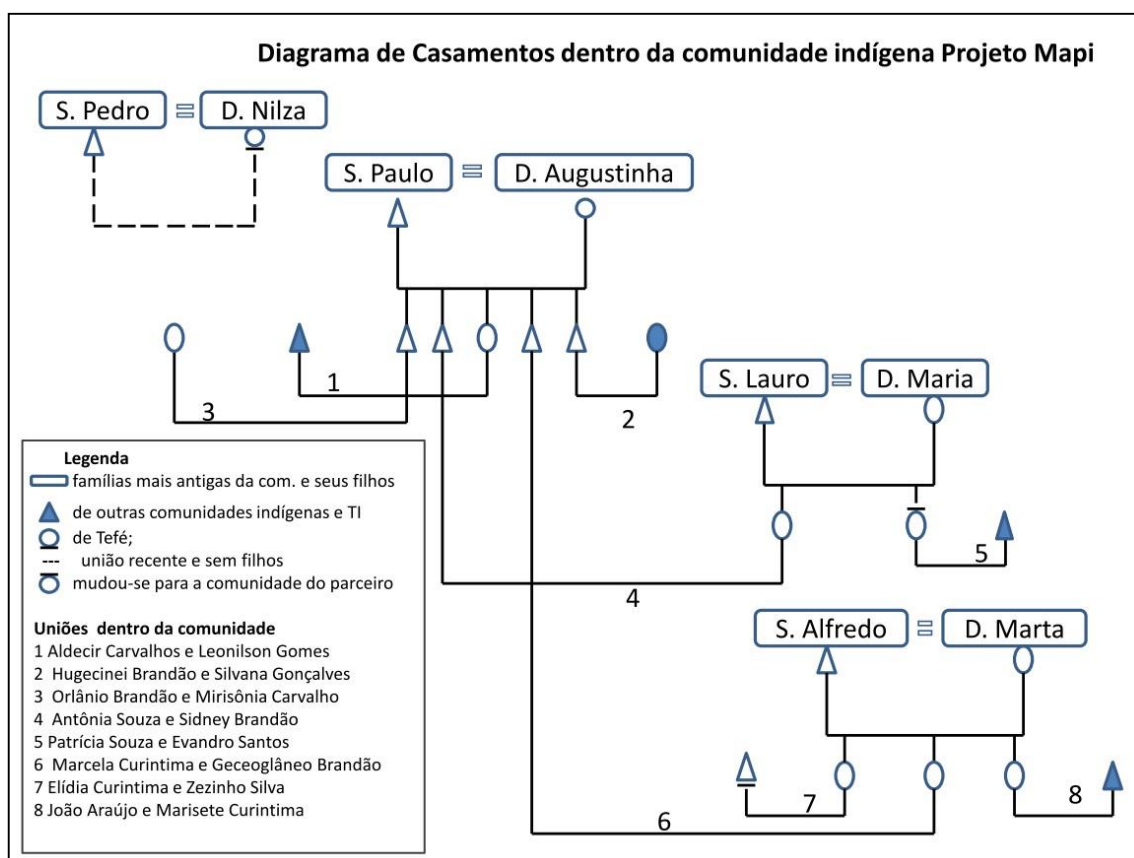 Diagrama de Casamentos dentro da comunidade indígena Projeto Mapi
S. Pedro = D. Nilza
S. Paulo = D. Augustinha
1
2
3
S. Lauro = D. Maria
5
4
S. Alfredo = D. Marta
7
8
6
Legenda
famílias mais antigas da com. e seus filhos
de outras comunidades indígenas e TI
de Tefé;
--- união recente e sem filhos
mudou-se para a comunidade do parceiro
Uniões dentro da comunidade
1 Aldecir Carvalhos e Leonilson Gomes
2 Hugecinei Brandão e Silvana Gonçalves
3 Orlânio Brandão e Mirisônia Carvalho
4 Antônia Souza e Sidney Brandão
5 Patrícia Souza e Evandro Santos
6 Marcela Curintima e Geceoglâneo Brandão
7 Elídia Curintima e Zezinho Silva
8 João Araújo e Marisete Curintima